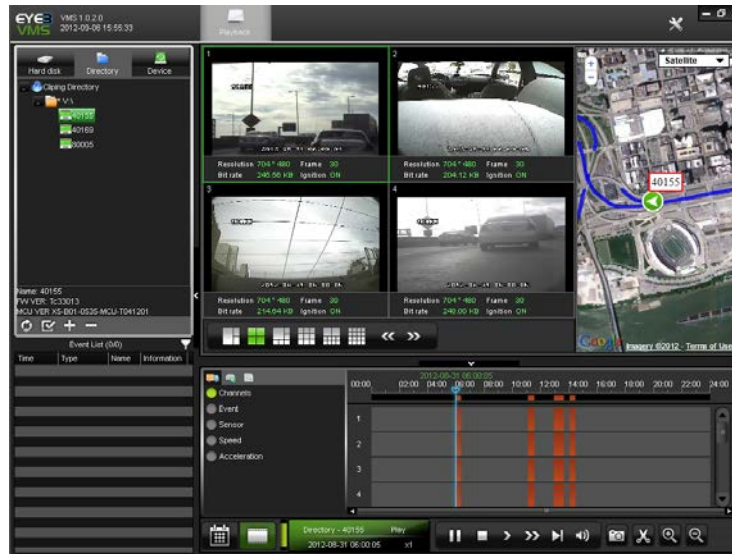 EYE3 VMS 1.0.2.0
VMS 2012-09-06 15:55:33
Playback
Hard disk Directory Device
Cliping Directory
V:\
40155
40169
80005
Name: 40155
FW VER: Tc33013
MCU VER XS-B01-0S35-MCU-T041201
Event List (0/0)
Time Type Name Information
1
Resolution 704 * 480 Frame 30
Bit rate 246.56 KB Ignition ON
2
Resolution 704 * 480 Frame 30
Bit rate 204.12 KB Ignition ON
3
Resolution 704 * 480 Frame 30
Bit rate 214.64 KB Ignition ON
4
Resolution 704 * 480 Frame 30
Bit rate 240.00 KB Ignition ON
Satellite
40155
Google
Imagery ©2012 - Terms of Use
2012-08-31 06:00:05
00:00 02:00 04:00 06:00 08:00 10:00 12:00 14:00 16:00 18:00 20:00 22:00 24:00
Channels
Event
Sensor
Speed
Acceleration
1
2
3
4
Directory - 40155 Play
2012-08-31 06:00:05 x1